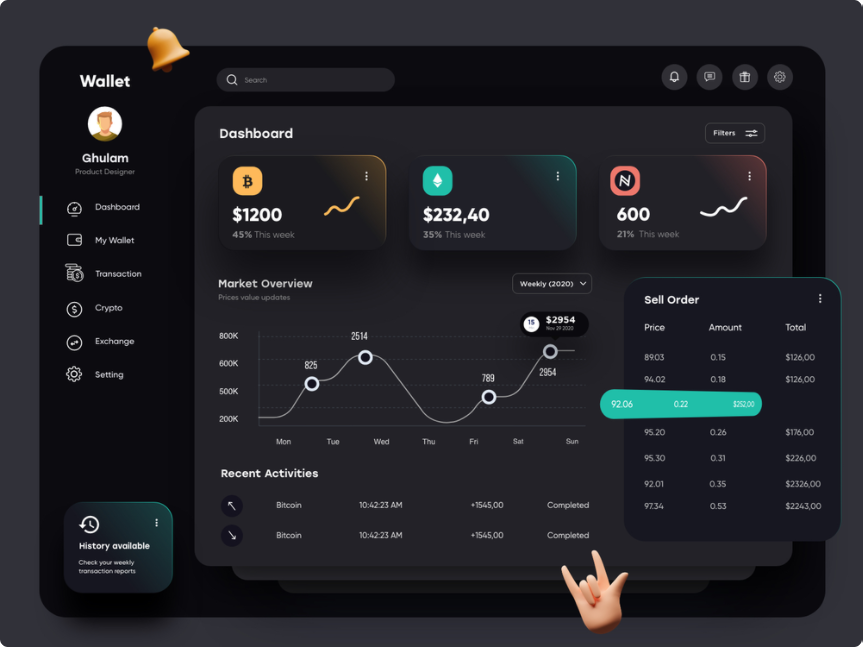 Wallet
Search
Ghulam
Product Designer
Dashboard
My Wallet
Transaction
Crypto
Exchange
Setting
History available
Check your weekly
transaction reports
Dashboard
Filters
$1200
45% This week
$232,40
35% This week
600
21% This week
Market Overview
Prices value updates
Weekly (2020)
15
$2954
Nov 29 2020
800K
600K
500K
200K
825
2514
789
2954
Mon Tue Wed Thu Fri Sat Sun
Recent Activities
Bitcoin 10:42:23 AM +1545,00 Completed
Bitcoin 10:42:23 AM +1545,00 Completed
Sell Order
Price Amount Total
89.03 0.15 $126,00
94.02 0.18 $126,00
92.06 0.22 $252,00
95.20 0.26 $176,00
95.30 0.31 $226,00
92.01 0.35 $2326,00
97.34 0.53 $2243,00